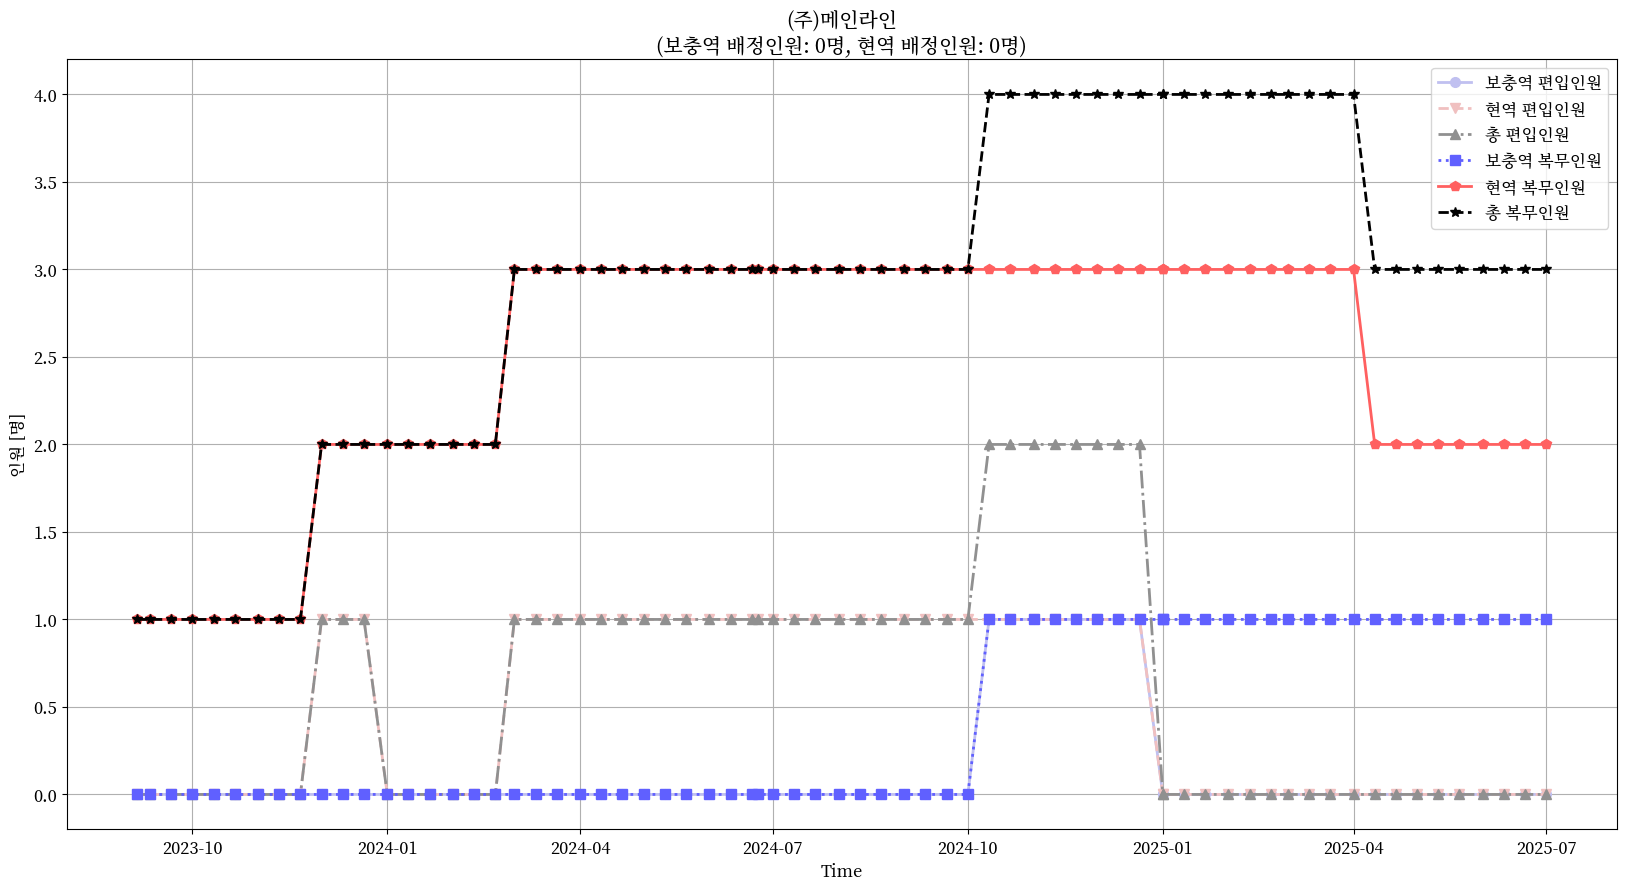 (주)메인라인
(보충역 배정인원: 0명, 현역 배정인원: 0명)
보충역 편입인원
현역 편입인원
총 편입인원
보충역 복무인원
현역 복무인원
총 복무인원
인원 [명]
4.0
3.5
3.0
2.5
2.0
1.5
1.0
0.5
0.0
2023-10 2024-01 2024-04 2024-07 2024-10 2025-01 2025-04 2025-07
Time